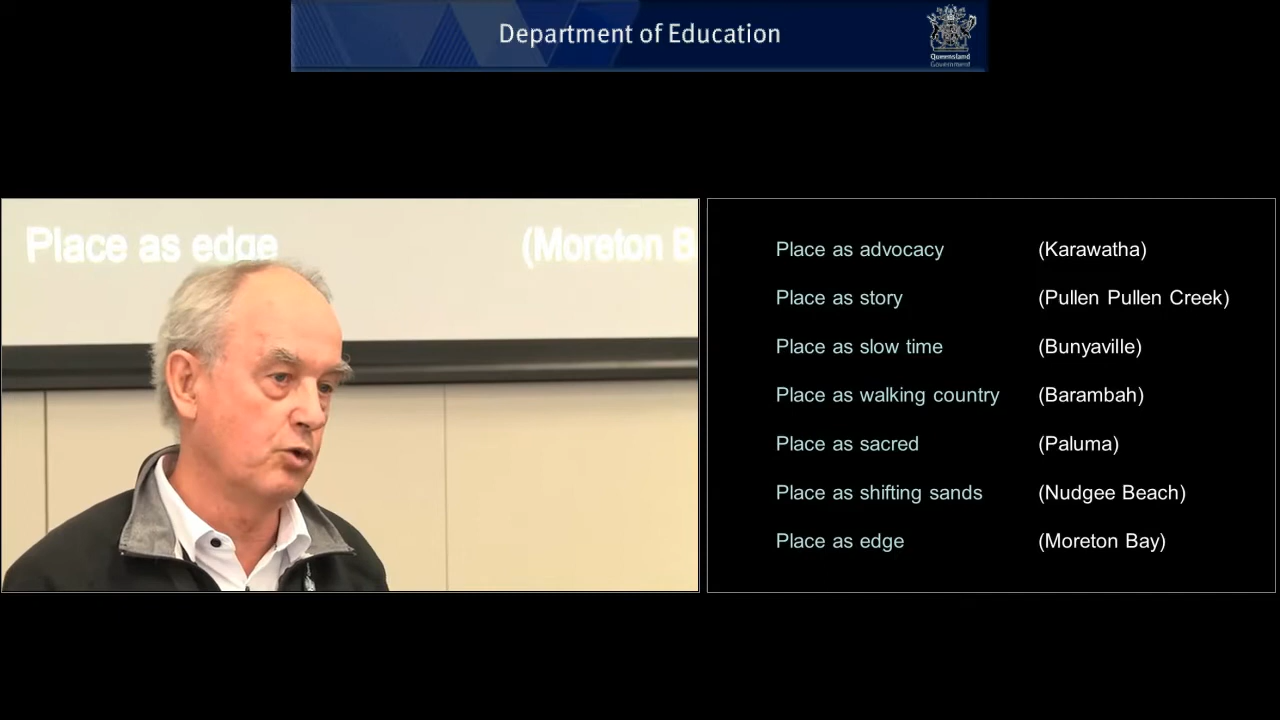 Department of Education
Queensland
Government
Place as edge (Moreton B
Place as advocacy (Karawatha)
Place as story (Pullen Pullen Creek)
Place as slow time (Bunyaville)
Place as walking country (Barambah)
Place as sacred (Paluma)
Place as shifting sands (Nudgee Beach)
Place as edge (Moreton Bay)